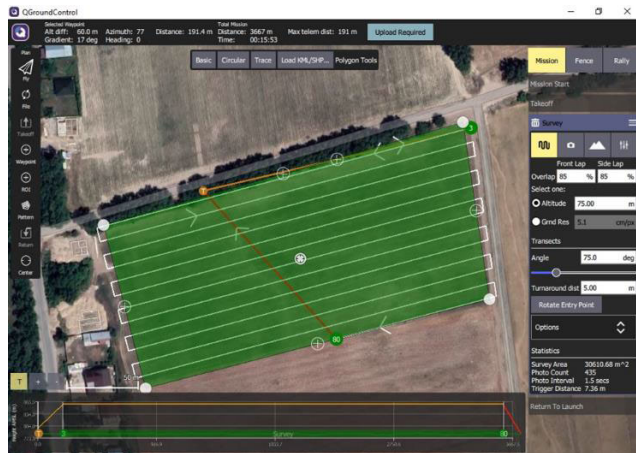 QGroundControl
Selected Waypoint
Alt diff: 60.0 m Azimuth: 77 Distance: 191.4 m
Gradient: 17 deg Heading: 0
Total Mission
Distance: 3667 m Max telem dist: 191 m
Time: 00:15:53
Upload Required
Plan
Fly
File
Takeoff
Waypoint
ROI
Pattern
Return
Center
Basic Circular Trace Load KML/SHP... Polygon Tools
T
3
80
Mission Fence Rally
Mission Start
Takeoff
Survey
Front Lap Side Lap
Overlap 85 % 85 %
Select one:
Altitude 75.00 m
Grnd Res 5.1 cm/px
Transects
Angle 75.0 deg
Turnaround dist 5.00 m
Rotate Entry Point
Options
Statistics
Survey Area 30610.68 m^2
Photo Count 435
Photo Interval 1.5 secs
Trigger Distance 7.36 m
Return To Launch
T + -
Survey